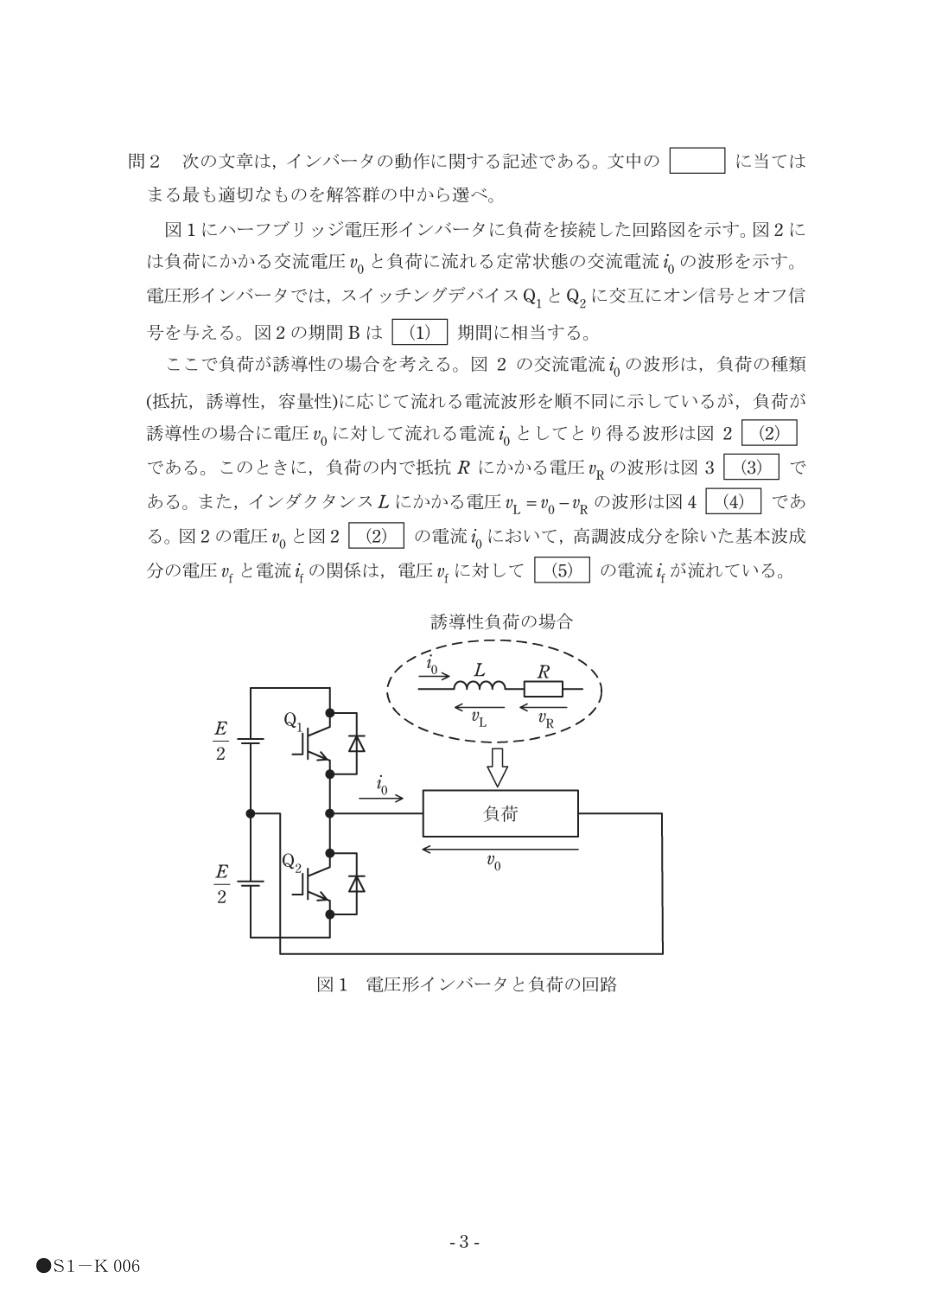 問2　次の文章は，インバータの動作に関する記述である。文中の　　　に当ては
まる最も適切なものを解答群の中から選べ。
図1にハーフブリッジ電圧形インバータに負荷を接続した回路図を示す。図2に
は負荷にかかる交流電圧v0と負荷に流れる定常状態の交流電流i0の波形を示す。
電圧形インバータでは，スイッチングデバイスQ1とQ2に交互にオン信号とオフ信
号を与える。図2の期間Bは (1) 期間に相当する。
ここで負荷が誘導性の場合を考える。図2の交流電流i0の波形は，負荷の種類
(抵抗，誘導性，容量性)に応じて流れる電流波形を順不同に示しているが，負荷が
誘導性の場合に電圧v0に対して流れる電流i0としてとり得る波形は図2 (2)
である。このときに，負荷の内で抵抗Rにかかる電圧vRの波形は図3 (3) で
ある。また，インダクタンスLにかかる電圧vL＝v0－vRの波形は図4 (4) であ
る。図2の電圧v0と図2 (2) の電流i0において，高調波成分を除いた基本波成
分の電圧vfと電流ifの関係は，電圧vfに対して (5) の電流ifが流れている。
誘導性負荷の場合
i0
L
R
vL
vR
E
2
Q1
i0
負荷
v0
E
2
Q2
図1　電圧形インバータと負荷の回路
- 3 -
●S1－K 006